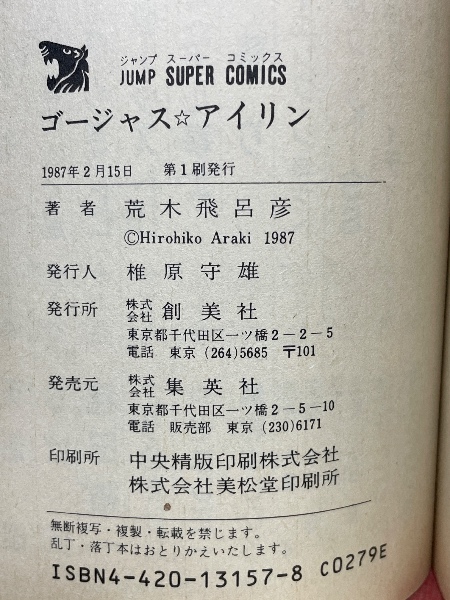 ジャンプ スーパー コミックス
JUMP SUPER COMICS
ゴージャス☆アイリン
1987年2月15日 第1刷発行
著者 荒木飛呂彦
©Hirohiko Araki 1987
発行人 椎原守雄
発行所 株式会社 創美社
東京都千代田区一ツ橋2-2-5
電話 東京 (264)5685 〒101
発売元 株式会社 集英社
東京都千代田区一ツ橋2-5-10
電話 販売部 東京 (230)6171
印刷所 中央精版印刷株式会社
株式会社美松堂印刷所
無断複写・複製・転載を禁じます。
乱丁・落丁本はおとりかえいたします。
ISBN4-420-13157-8 C0279E